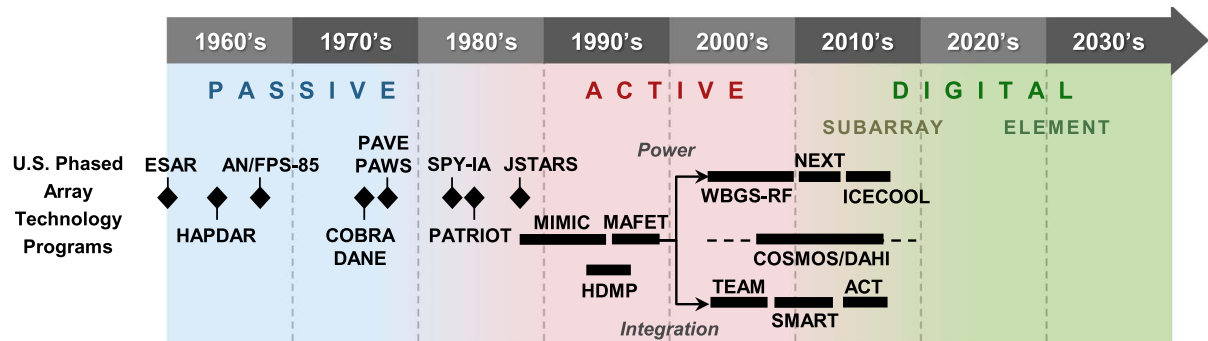 1960's 1970's 1980's 1990's 2000's 2010's 2020's 2030's
PASSIVE ACTIVE DIGITAL
SUBARRAY ELEMENT
U.S. Phased
Array
Technology
Programs
ESAR AN/FPS-85 PAVE
PAWS SPY-IA JSTARS
HAPDAR COBRA
DANE PATRIOT
MIMIC MAFET
HDMP
Power
NEXT
WBGS-RF ICECOOL
COSMOS/DAHI
TEAM ACT
SMART
Integration